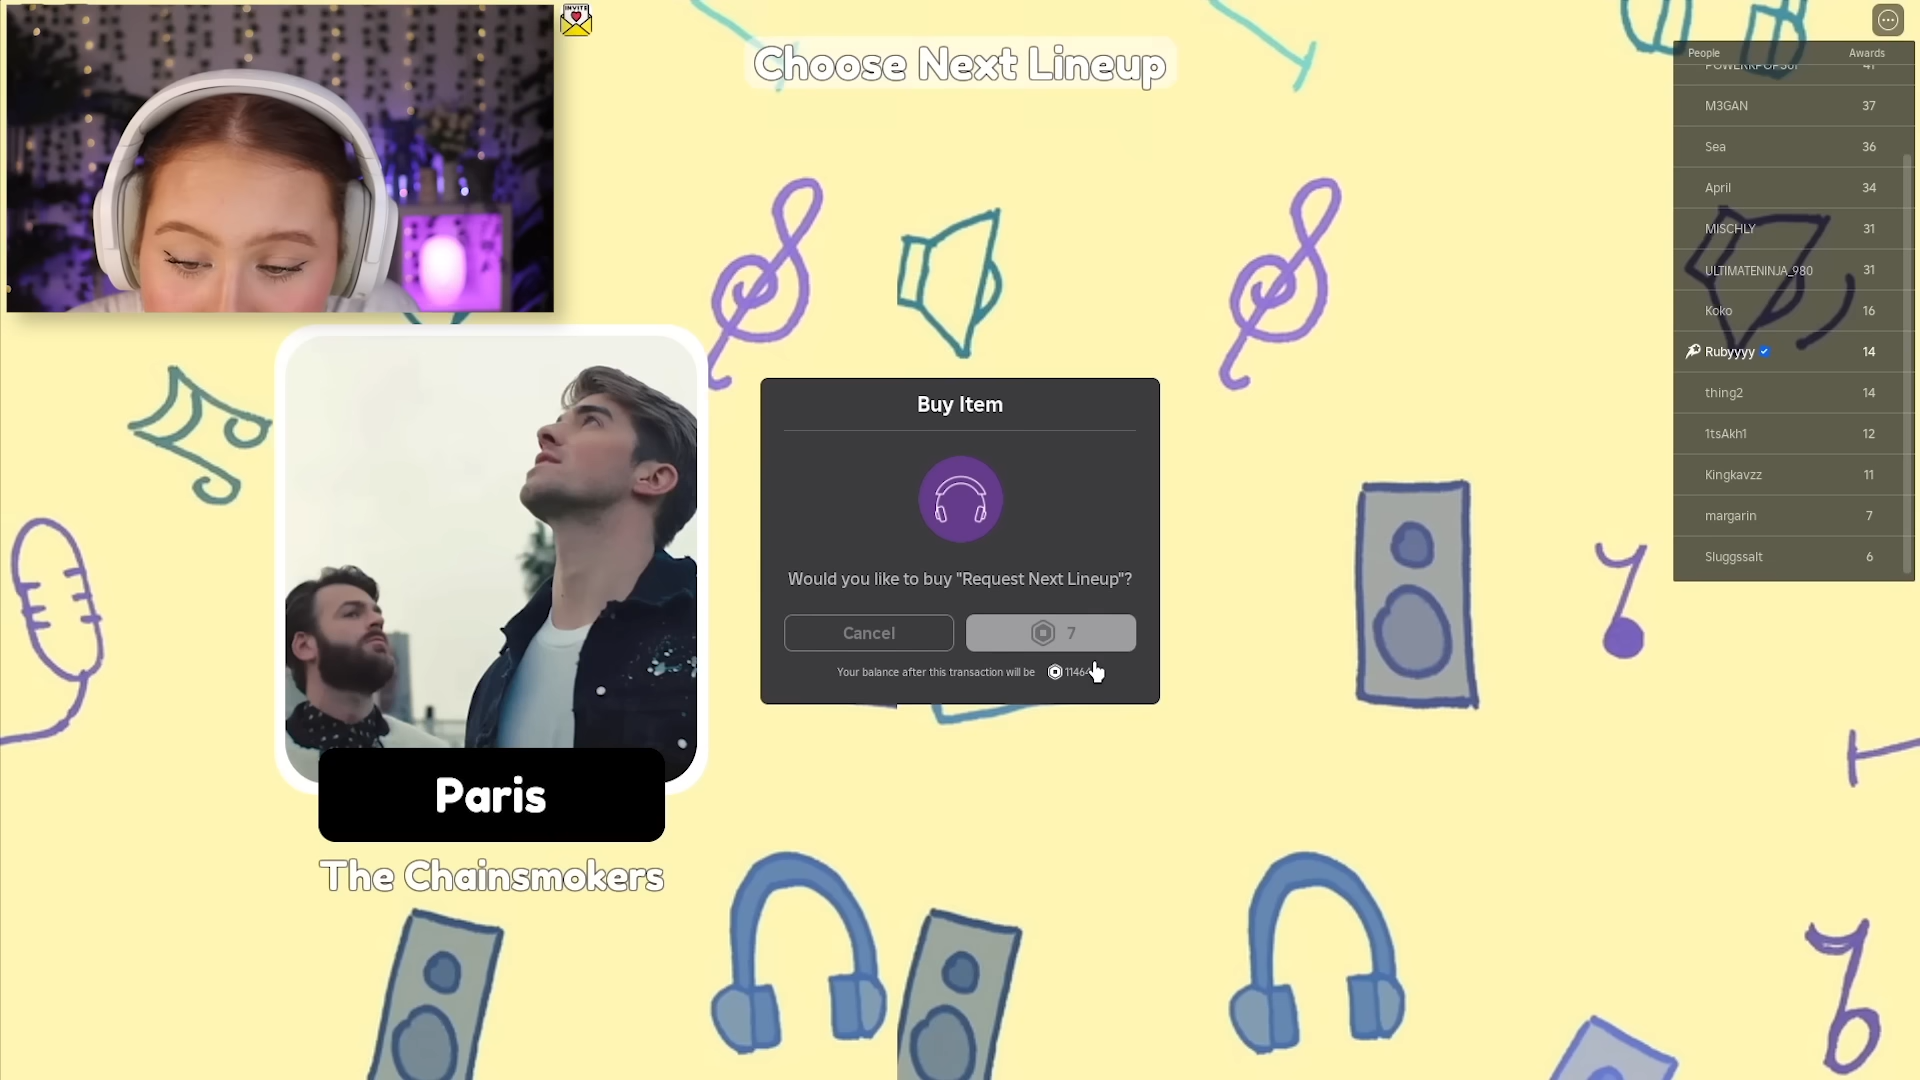 INVITE
Choose Next Lineup
People Awards
M3GAN 37
Sea 36
April 34
MISCHLY 31
ULTIMATENINJA_980 31
Koko 16
Rubyyyy 14
thing2 14
1tsAkh1 12
Kingkavzz 11
margarin 7
Sluggssalt 6
Buy Item
Would you like to buy "Request Next Lineup"?
Cancel
7
Your balance after this transaction will be
Paris
The Chainsmokers